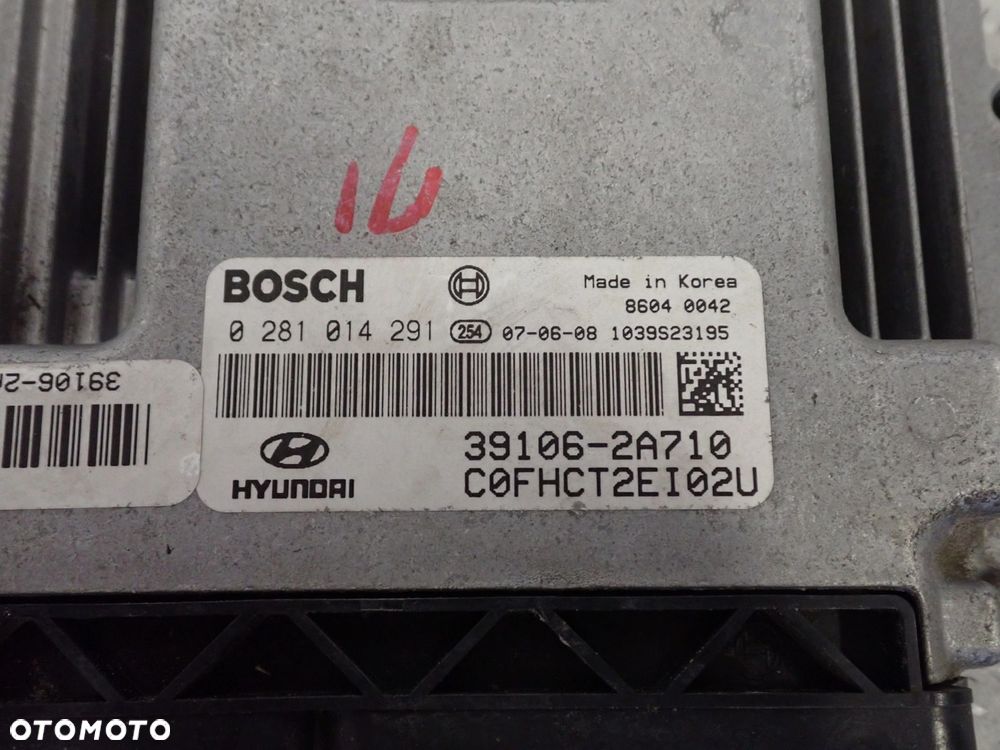 16
BOSCH
Made in Korea
8604 0042
0 281 014 291 254 07-06-08 1039S23195
39106-2A710
HYUNDAI
C0FHCT2EI02U
39106-2
OTOMOTO